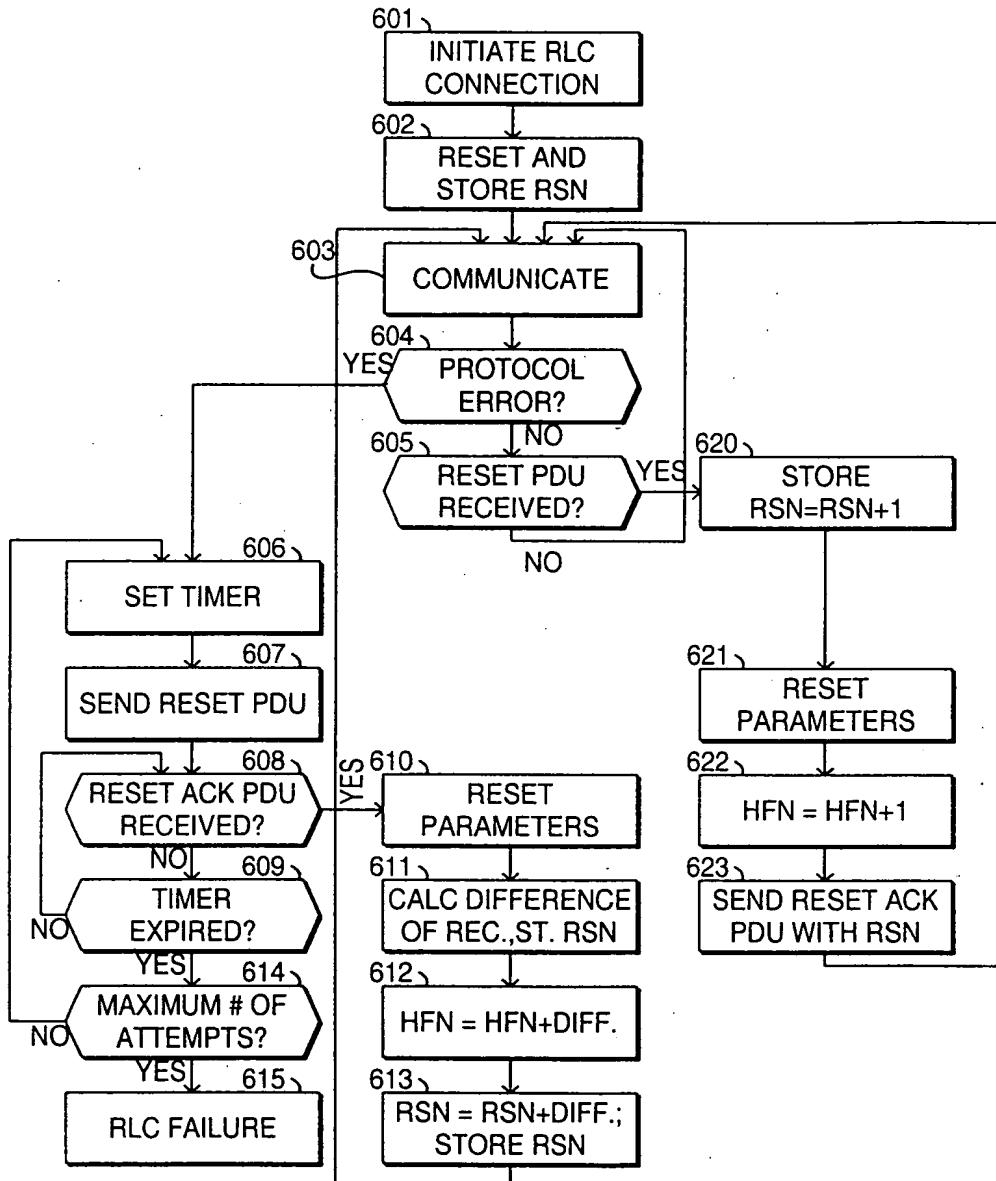 601
INITIATE RLC
CONNECTION
602
RESET AND
STORE RSN
603
COMMUNICATE
604
YES
PROTOCOL
ERROR?
NO
605
RESET PDU
RECEIVED?
YES
NO
620
STORE
RSN=RSN+1
606
SET TIMER
607
SEND RESET PDU
608
RESET ACK PDU
RECEIVED?
YES
NO
609
TIMER
EXPIRED?
NO
YES
614
MAXIMUM # OF
ATTEMPTS?
NO
YES
615
RLC FAILURE
610
RESET
PARAMETERS
611
CALC DIFFERENCE
OF REC.,ST. RSN
612
HFN = HFN+DIFF.
613
RSN = RSN+DIFF.;
STORE RSN
621
RESET
PARAMETERS
622
HFN = HFN+1
623
SEND RESET ACK
PDU WITH RSN